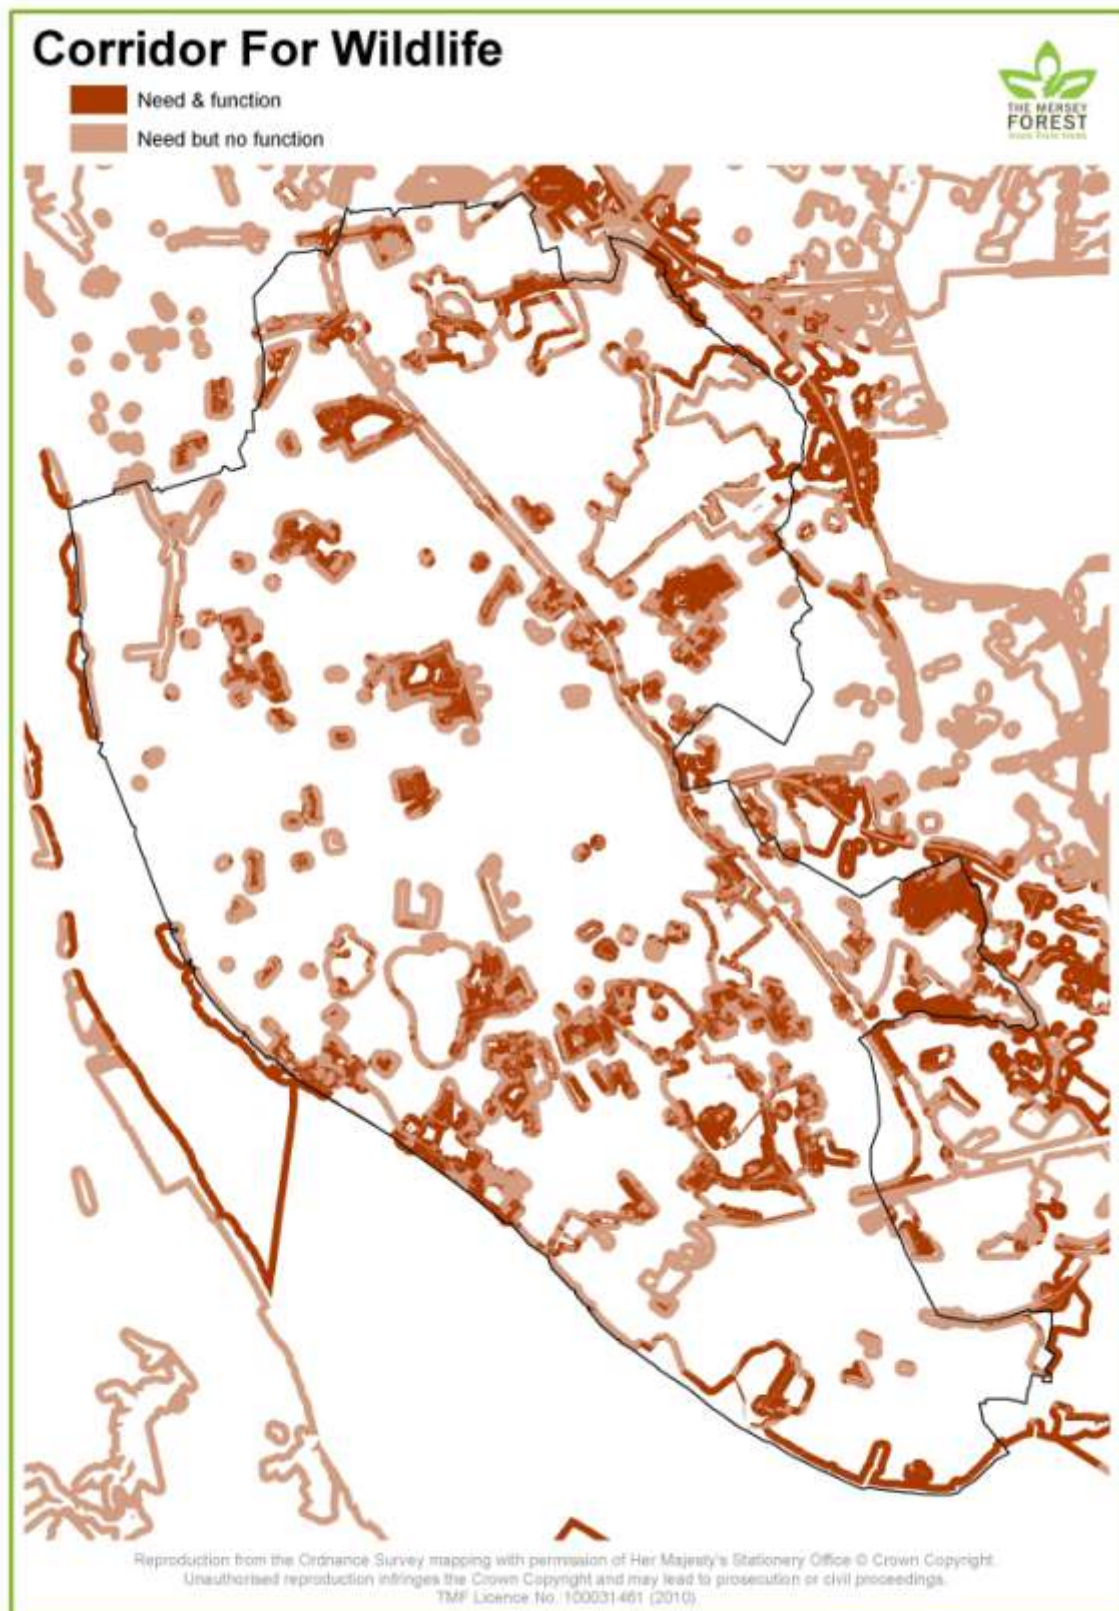 Corridor For Wildlife
Need & function
Need but no function
THE MERSEY
FOREST
Reproduction from the Ordnance Survey mapping with permission of Her Majesty's Stationery Office © Crown Copyright.
Unauthorised reproduction infringes the Crown Copyright and may lead to prosecution or civil proceedings.
TMF Licence No. 100031461 (2010)